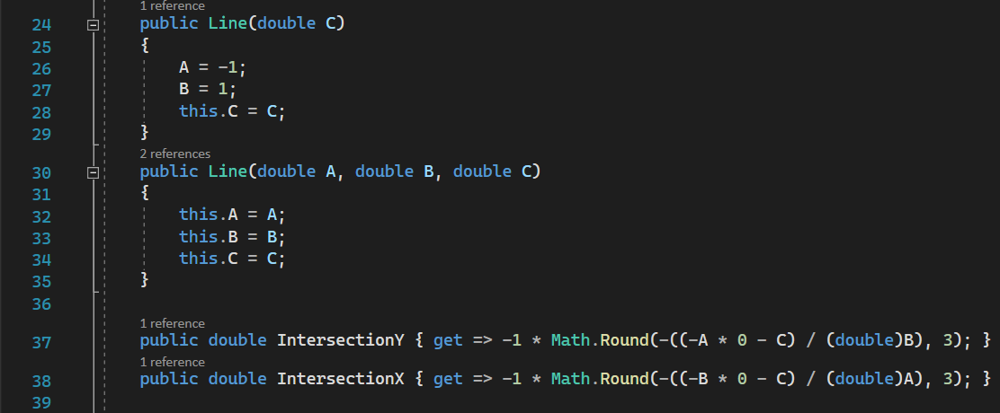 1 reference
24 public Line(double C)
25 {
26 A = -1;
27 B = 1;
28 this.C = C;
29 }
2 references
30 public Line(double A, double B, double C)
31 {
32 this.A = A;
33 this.B = B;
34 this.C = C;
35 }
36
1 reference
37 public double IntersectionY { get => -1 * Math.Round(-((-A * 0 - C) / (double)B), 3); }
1 reference
38 public double IntersectionX { get => -1 * Math.Round(-((-B * 0 - C) / (double)A), 3); }
39